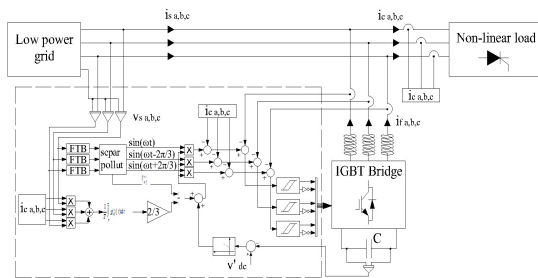 is a,b,c
ic a,b,c
Low power
grid
Non-linear load
Vs a,b,c
ic a,b,c
ic a,b,c
if a,b,c
sin(ωt)
sin(ωt-2π/3)
sin(ωt+2π/3)
FTB
FTB
FTB
separ
pollut
X
X
X
IGBT Bridge
ic a,b,c
X
X
X
2/3
C
V' dc